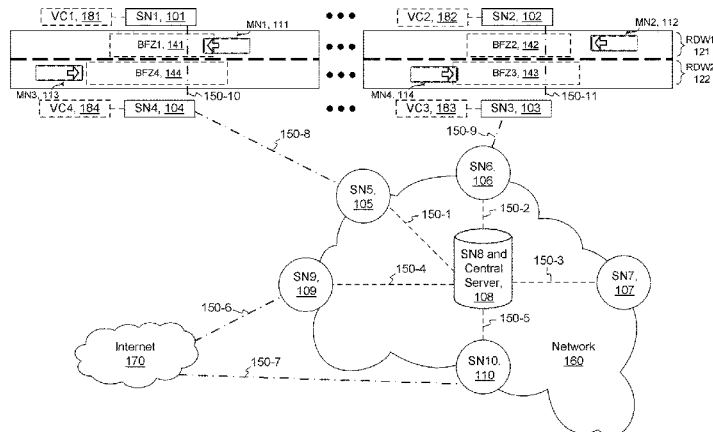 VC1, 181
SN1, 101
MN1, 111
VC2, 182
SN2, 102
MN2, 112
BFZ1, 141
BFZ2, 142
RDW1
121
BFZ4, 144
BFZ3, 143
RDW2
122
MN3, 113
150-10
MN4, 114
150-11
VC4, 184
SN4, 104
VC3, 183
SN3, 103
150-8
150-9
SN6,
106
SN5,
105
150-1
150-2
SN9,
109
150-4
SN8 and
Central
Server,
108
150-3
SN7,
107
150-6
150-5
Internet
170
150-7
SN10,
110
Network
160